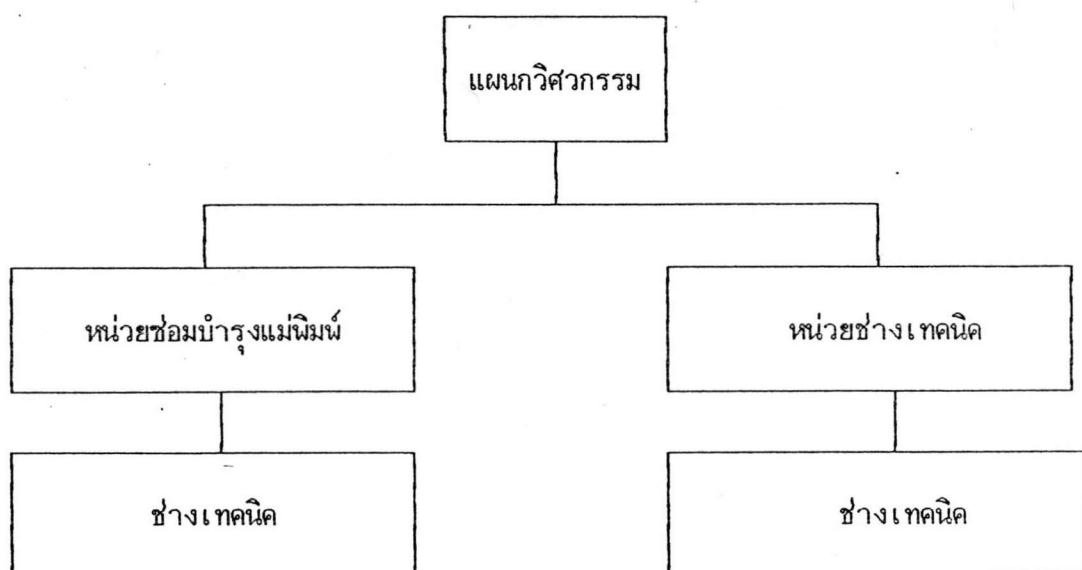 แผนกวิศวกรรม
หน่วยซ่อมบำรุงแม่พิมพ์
หน่วยช่างเทคนิค
ช่างเทคนิค
ช่างเทคนิค